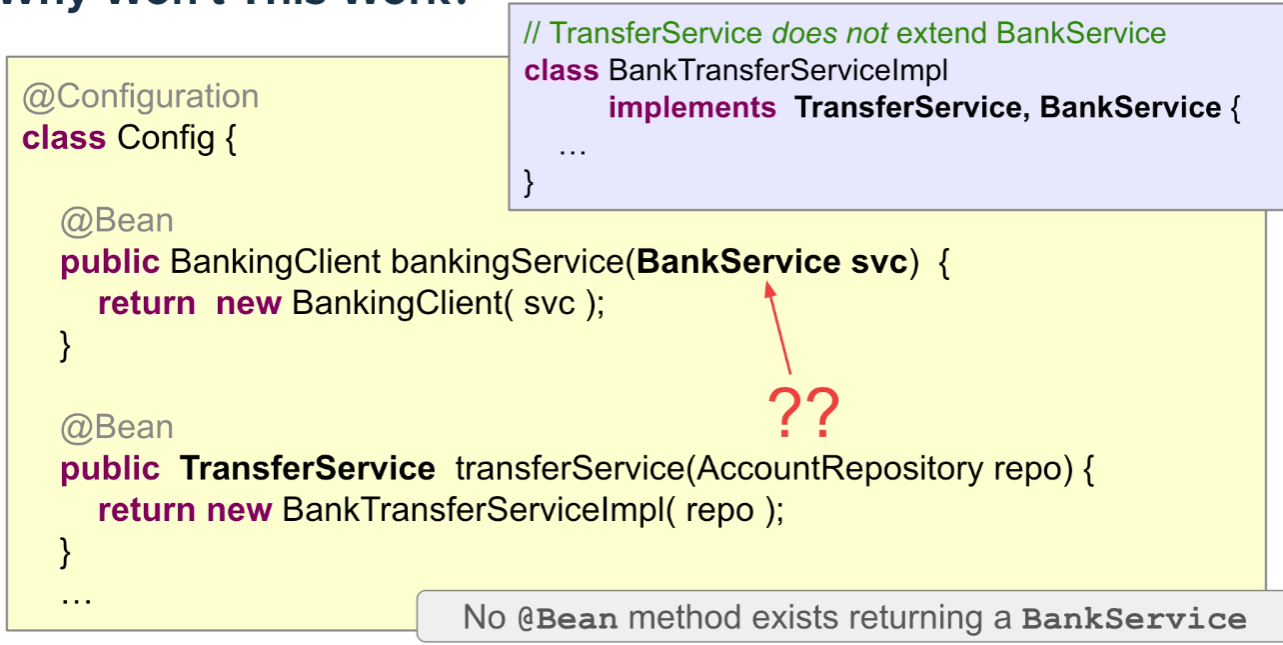 Why Won't This Work?
// TransferService does not extend BankService
class BankTransferServiceImpl
implements TransferService, BankService {
…
}
@Configuration
class Config {
@Bean
public BankingClient bankingService(BankService svc) {
return new BankingClient( svc );
}
??
@Bean
public TransferService transferService(AccountRepository repo) {
return new BankTransferServiceImpl( repo );
}
…
No @Bean method exists returning a BankService